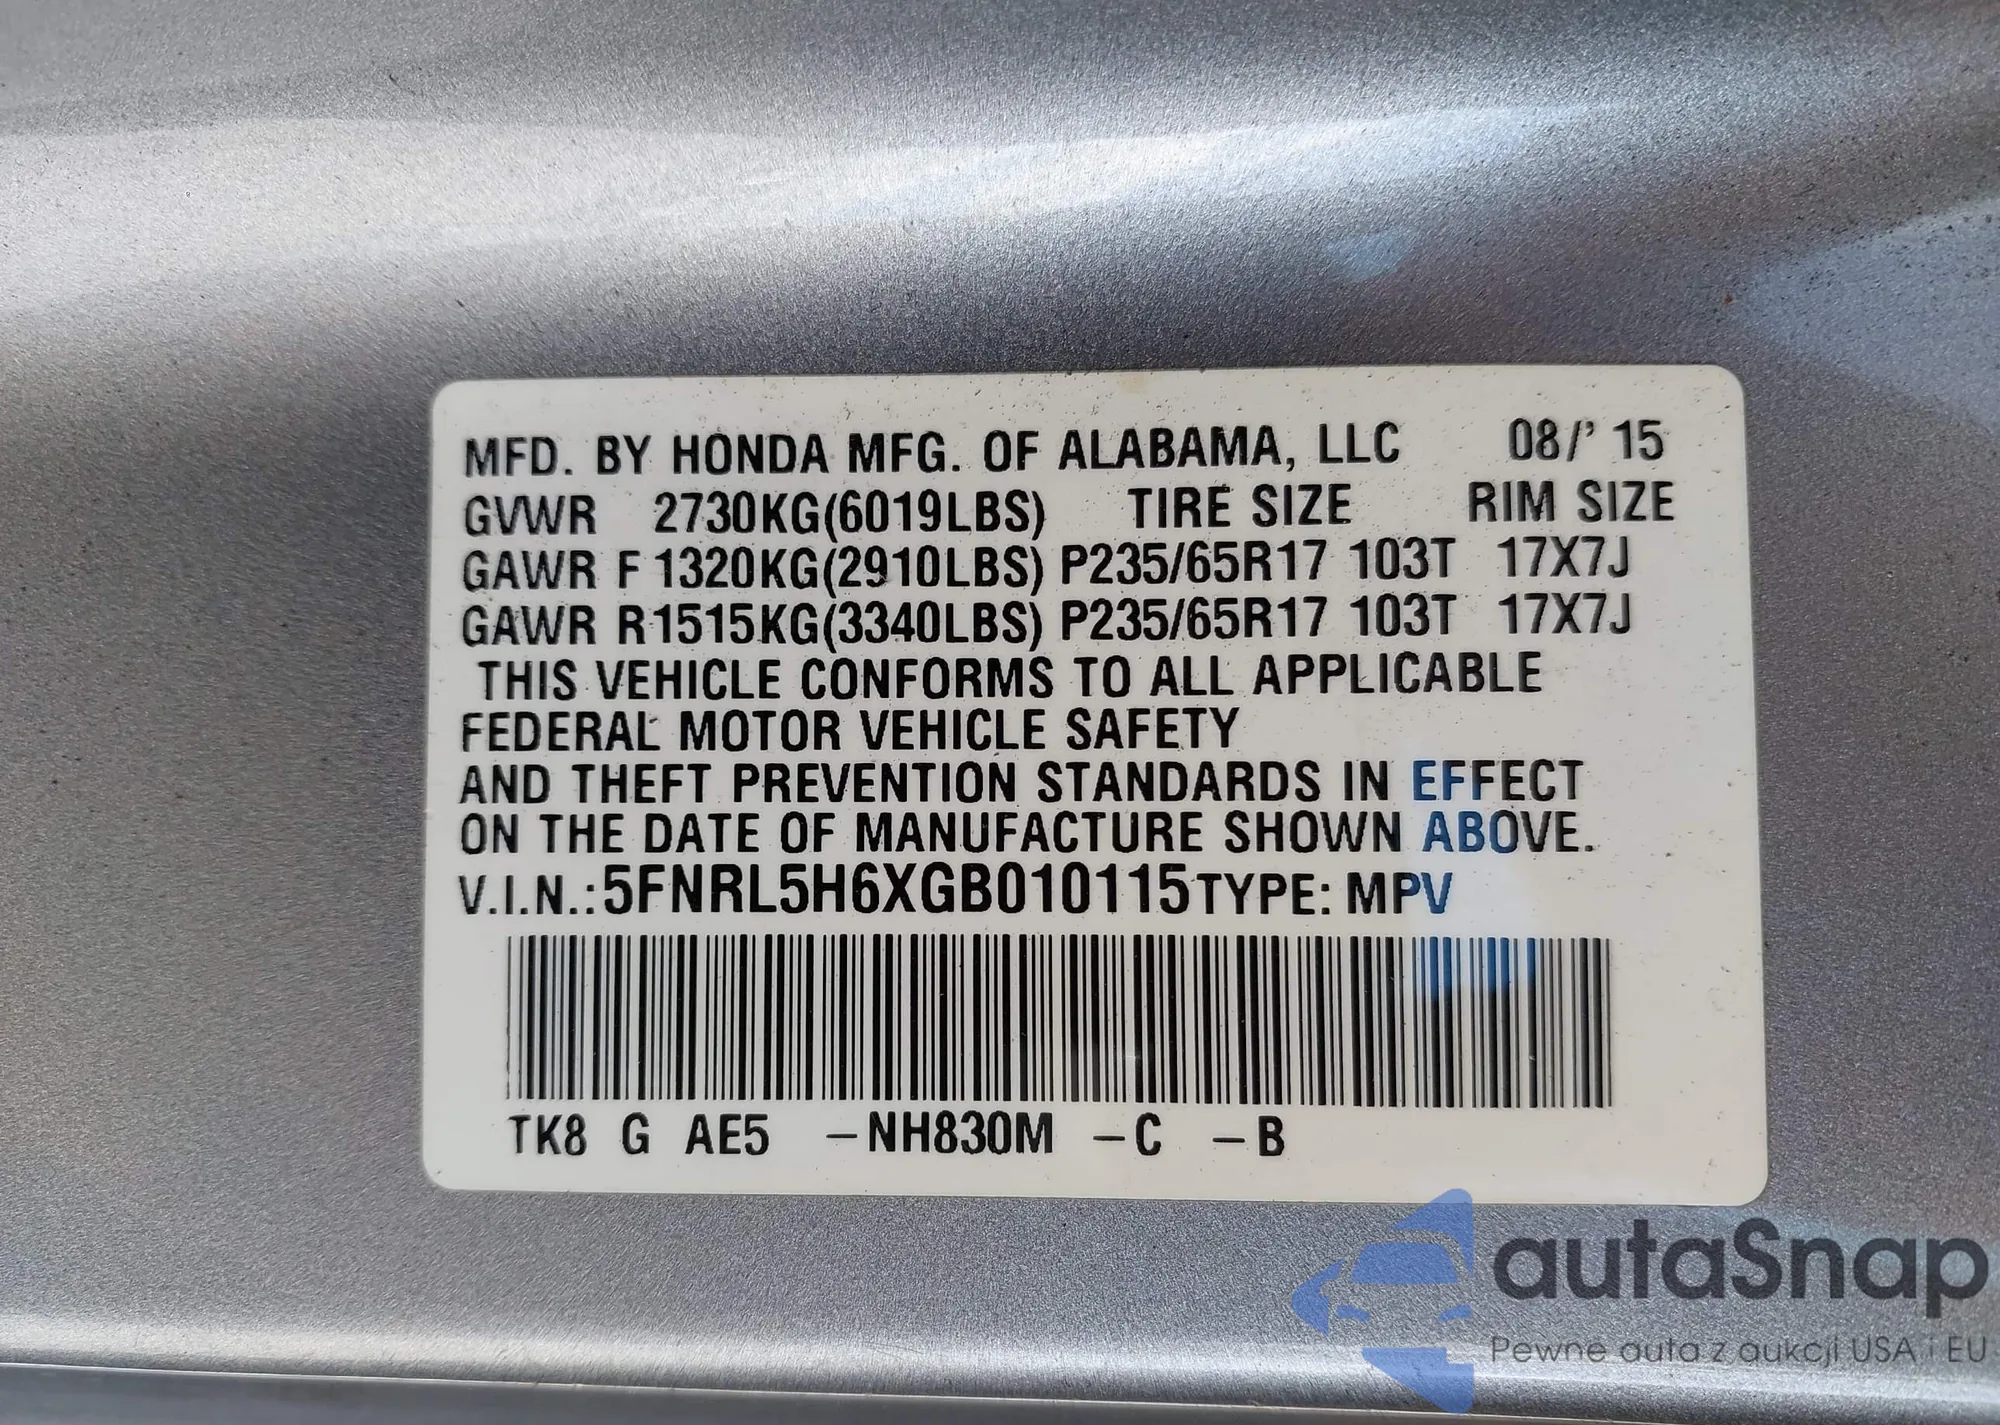 MFD. BY HONDA MFG. OF ALABAMA, LLC 08/' 15
GVWR 2730KG(6019LBS) TIRE SIZE RIM SIZE
GAWR F 1320KG(2910LBS) P235/65R17 103T 17X7J
GAWR R1515KG(3340LBS) P235/65R17 103T 17X7J
THIS VEHICLE CONFORMS TO ALL APPLICABLE
FEDERAL MOTOR VEHICLE SAFETY
AND THEFT PREVENTION STANDARDS IN EFFECT
ON THE DATE OF MANUFACTURE SHOWN ABOVE.
V.I.N.:5FNRL5H6XGB010115 TYPE: MPV
TK8 G AE5 –NH830M –C –B
autaSnap
Pewne auta z aukcji USA i EU